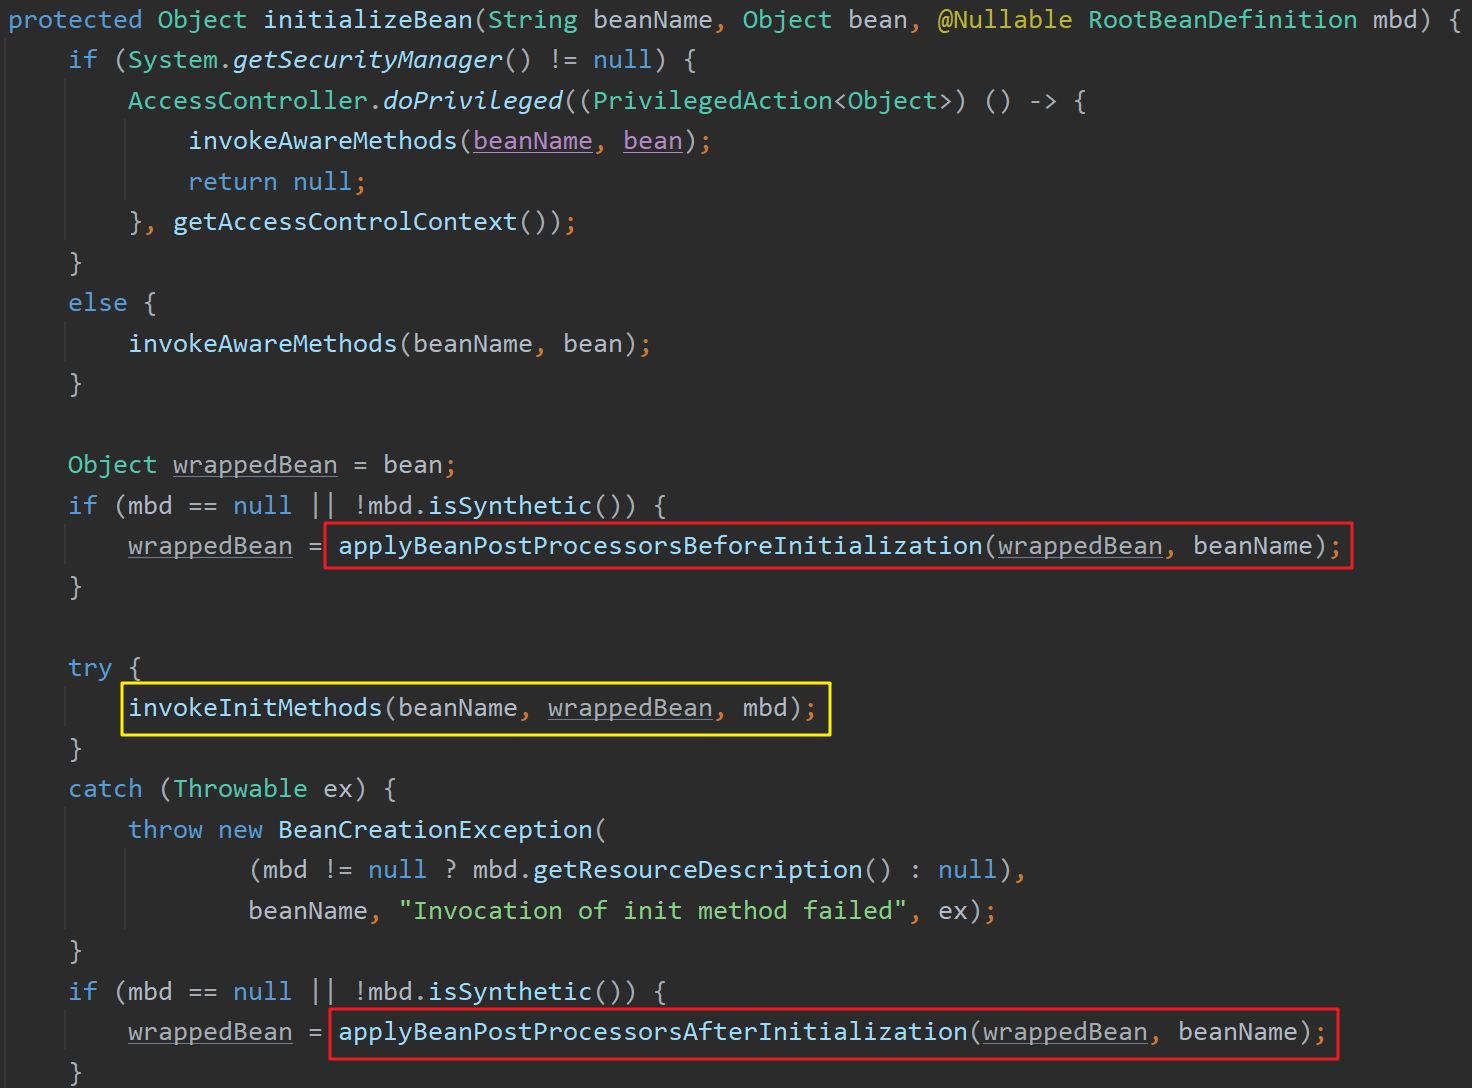 protected Object initializeBean(String beanName, Object bean, @Nullable RootBeanDefinition mbd) {
    if (System.getSecurityManager() != null) {
        AccessController.doPrivileged((PrivilegedAction<Object>) () -> {
            invokeAwareMethods(beanName, bean);
            return null;
        }, getAccessControlContext());
    }
    else {
        invokeAwareMethods(beanName, bean);
    }

    Object wrappedBean = bean;
    if (mbd == null || !mbd.isSynthetic()) {
        wrappedBean = applyBeanPostProcessorsBeforeInitialization(wrappedBean, beanName);
    }

    try {
        invokeInitMethods(beanName, wrappedBean, mbd);
    }
    catch (Throwable ex) {
        throw new BeanCreationException(
                (mbd != null ? mbd.getResourceDescription() : null),
                beanName, "Invocation of init method failed", ex);
    }
    if (mbd == null || !mbd.isSynthetic()) {
        wrappedBean = applyBeanPostProcessorsAfterInitialization(wrappedBean, beanName);
    }